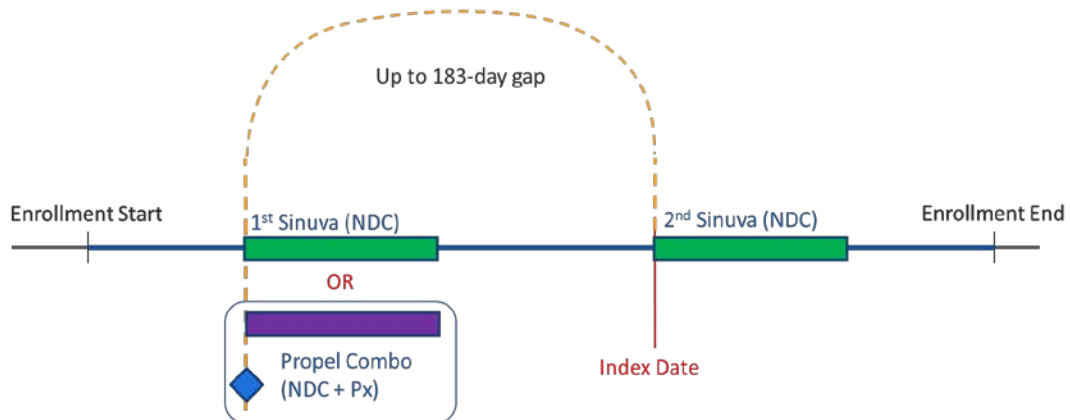 Up to 183-day gap
Enrollment Start
1st Sinuva (NDC)
2nd Sinuva (NDC)
Enrollment End
OR
Propel Combo
(NDC + Px)
Index Date